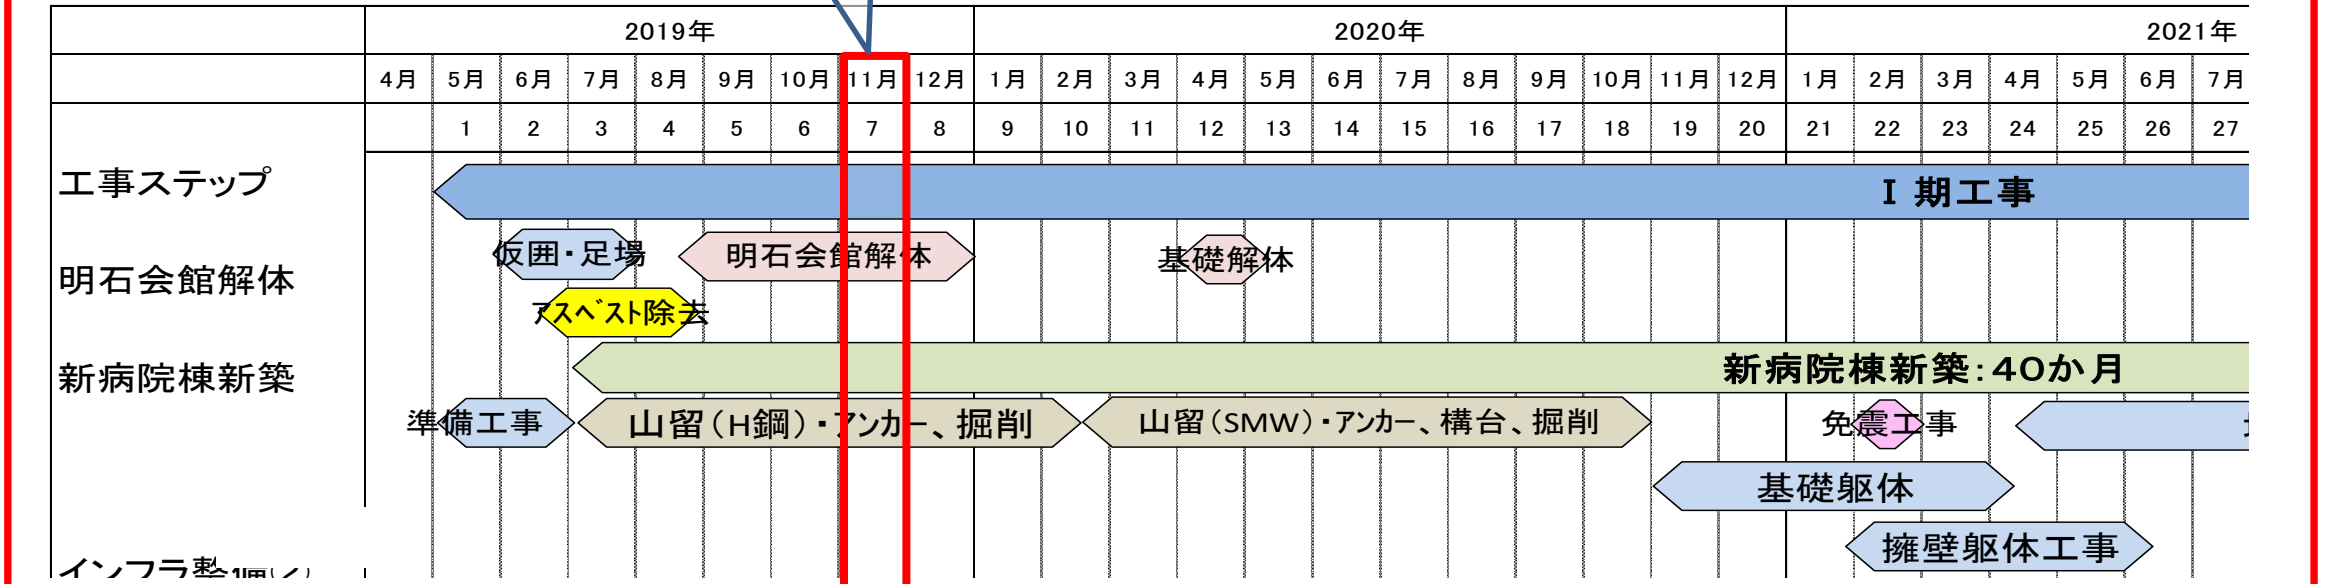 2019年 2020年 2021年
4月 5月 6月 7月 8月 9月 10月 11月 12月 1月 2月 3月 4月 5月 6月 7月 8月 9月 10月 11月 12月 1月 2月 3月 4月 5月 6月 7月
1 2 3 4 5 6 7 8 9 10 11 12 13 14 15 16 17 18 19 20 21 22 23 24 25 26 27
工事ステップ Ⅰ 期工事
仮囲・足場 明石会館解体 基礎解体
明石会館解体
アスベスト除去
新病院棟新築 新病院棟新築：40か月
準備工事 山留（H鋼）・アンカー、掘削 山留（SMW）・アンカー、構台、掘削 免震工事
基礎躯体
擁壁躯体工事
インフラ整備